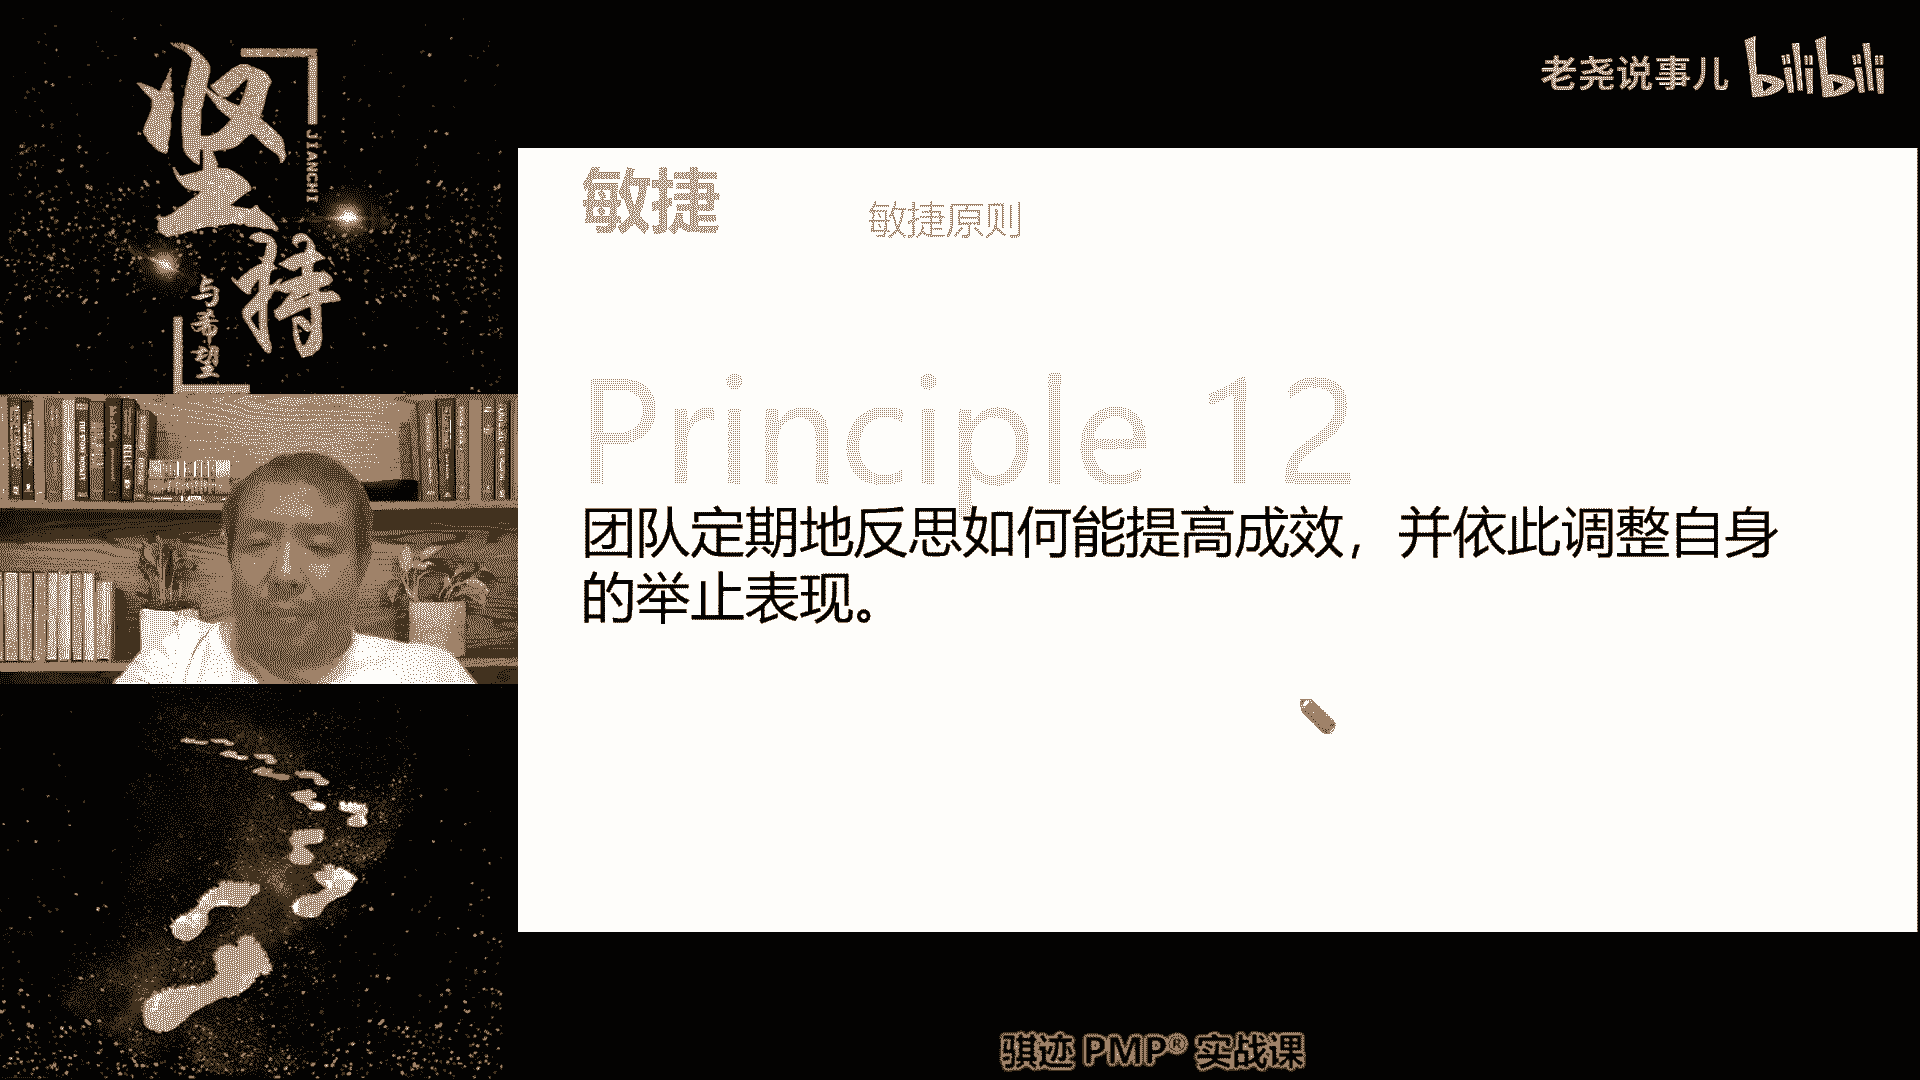 坚持
JIANCHI
与希望
老尧说事儿 bilibili
敏捷
敏捷原则
Principle 12
团队定期地反思如何能提高成效，并依此调整自身
的举止表现。
骐迹 PMP® 实战课